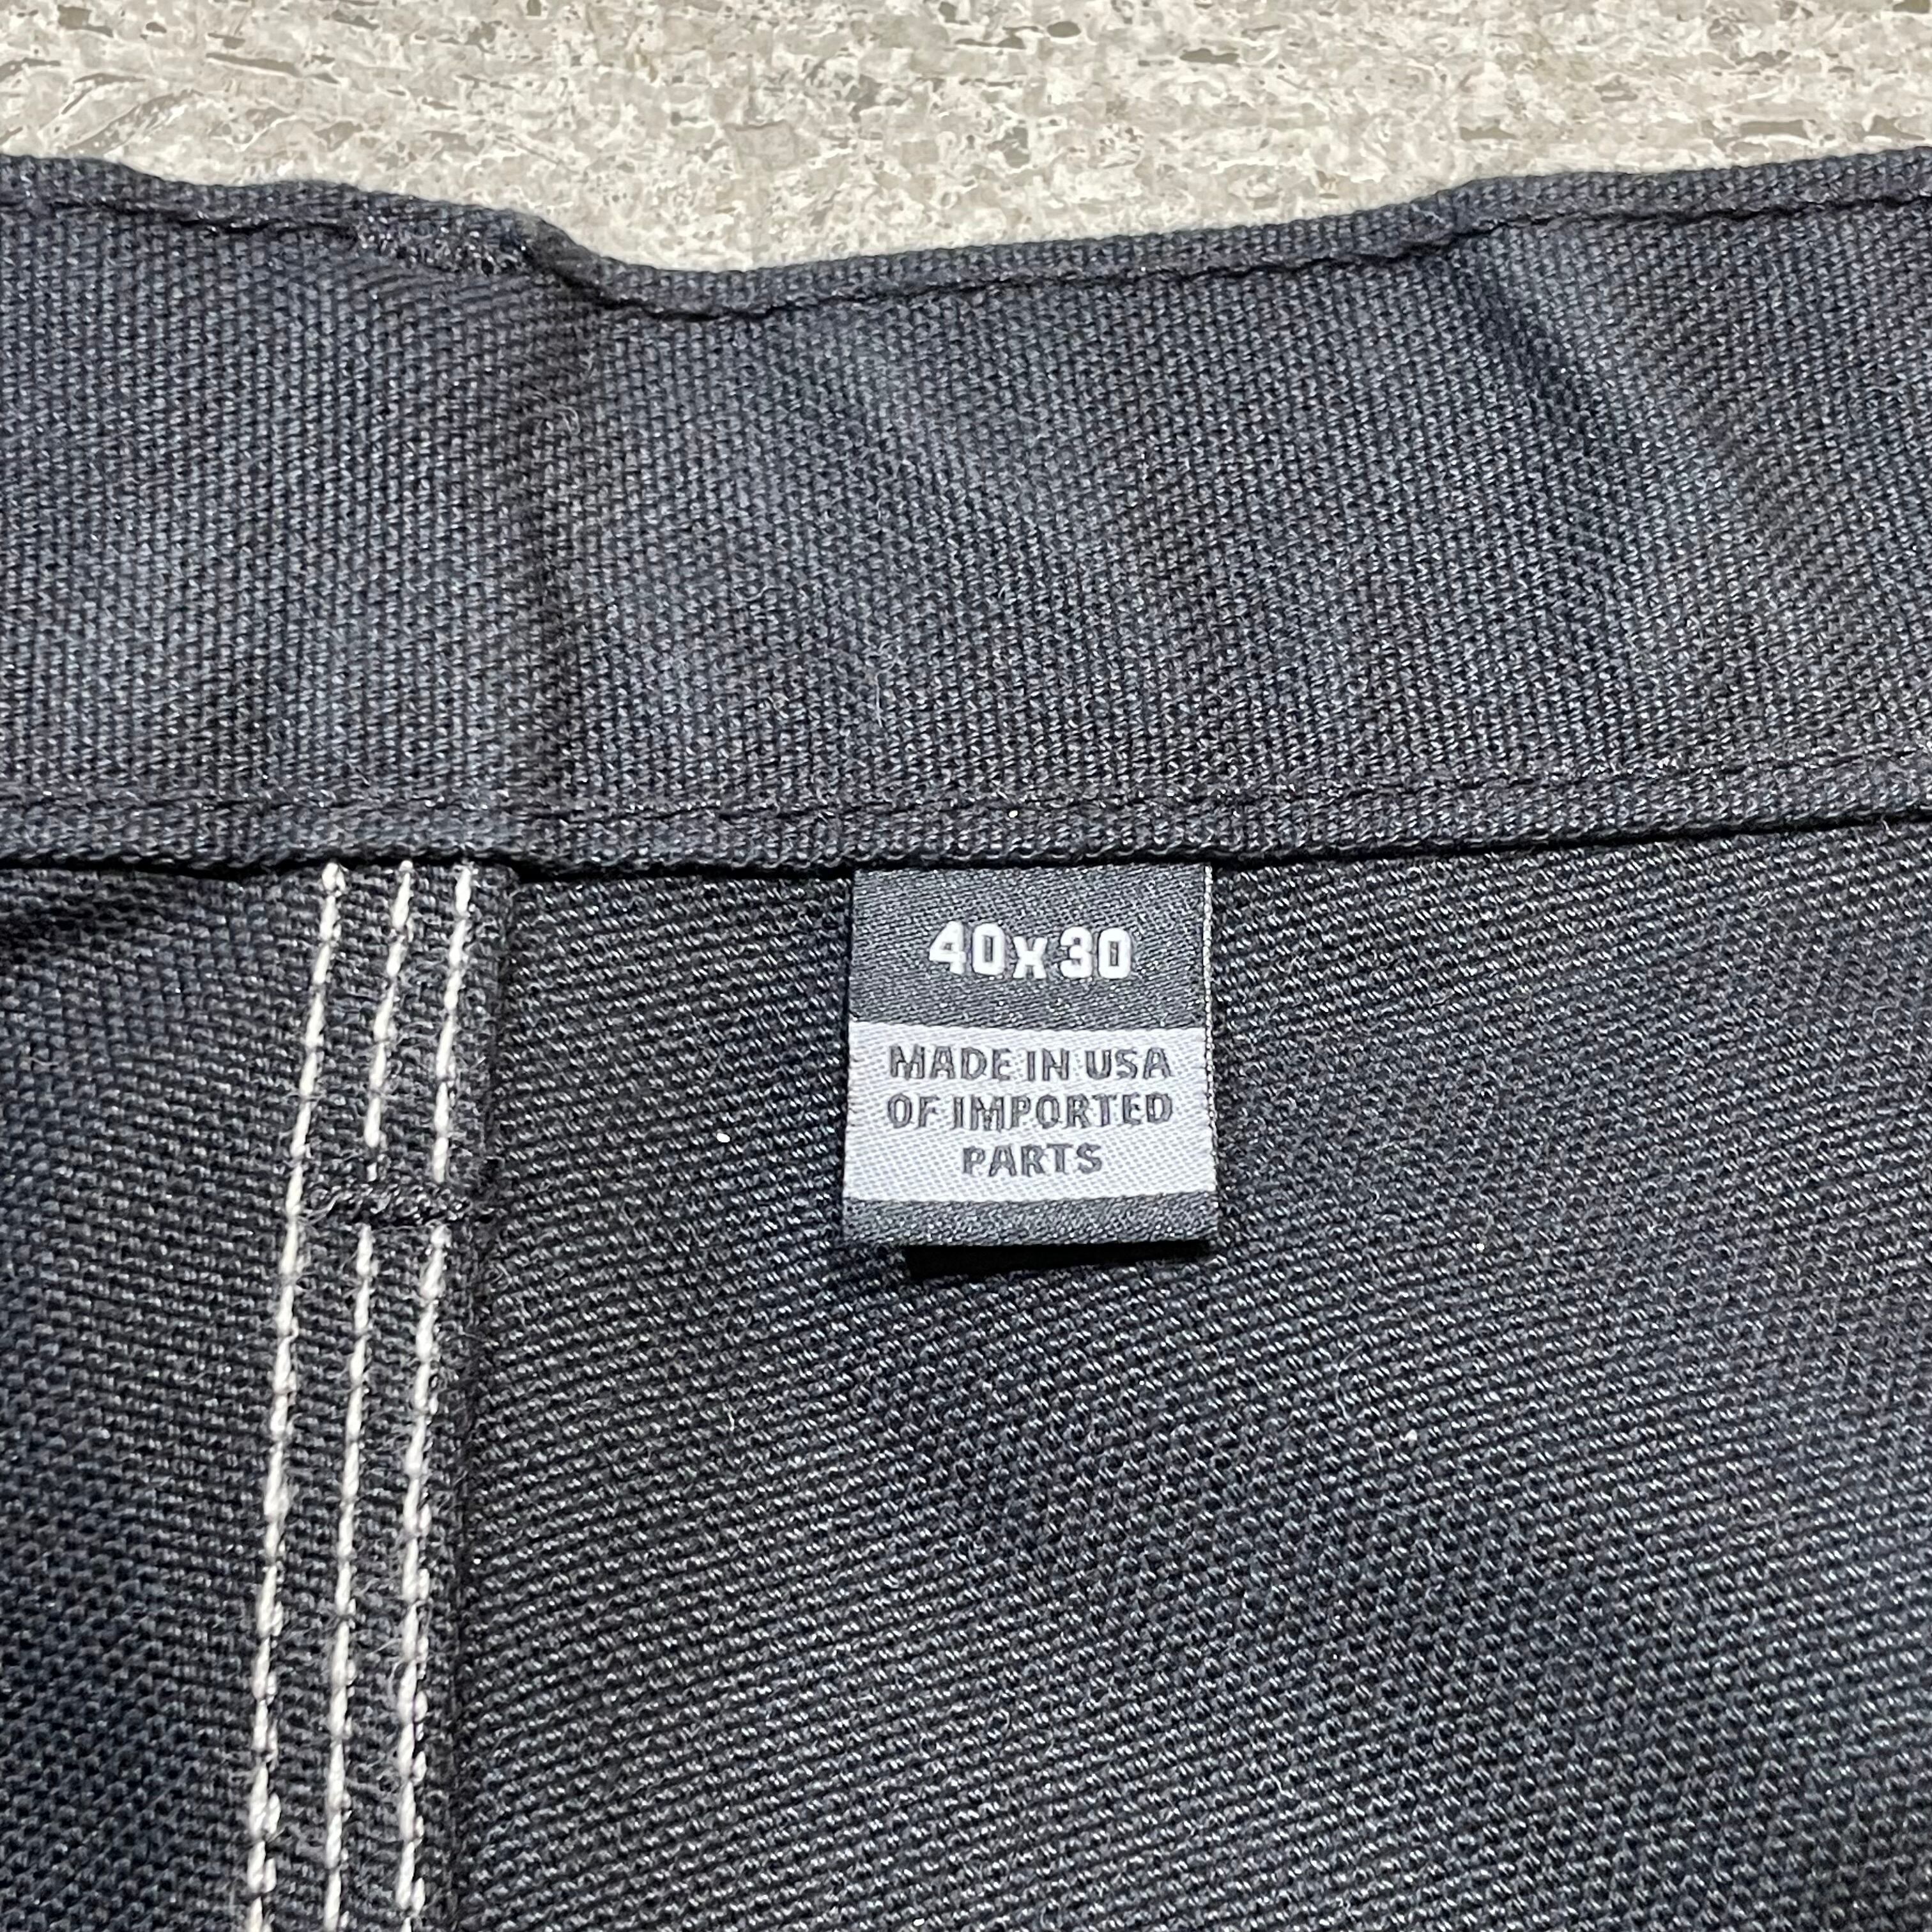 40x30
MADE IN USA
OF IMPORTED
PARTS